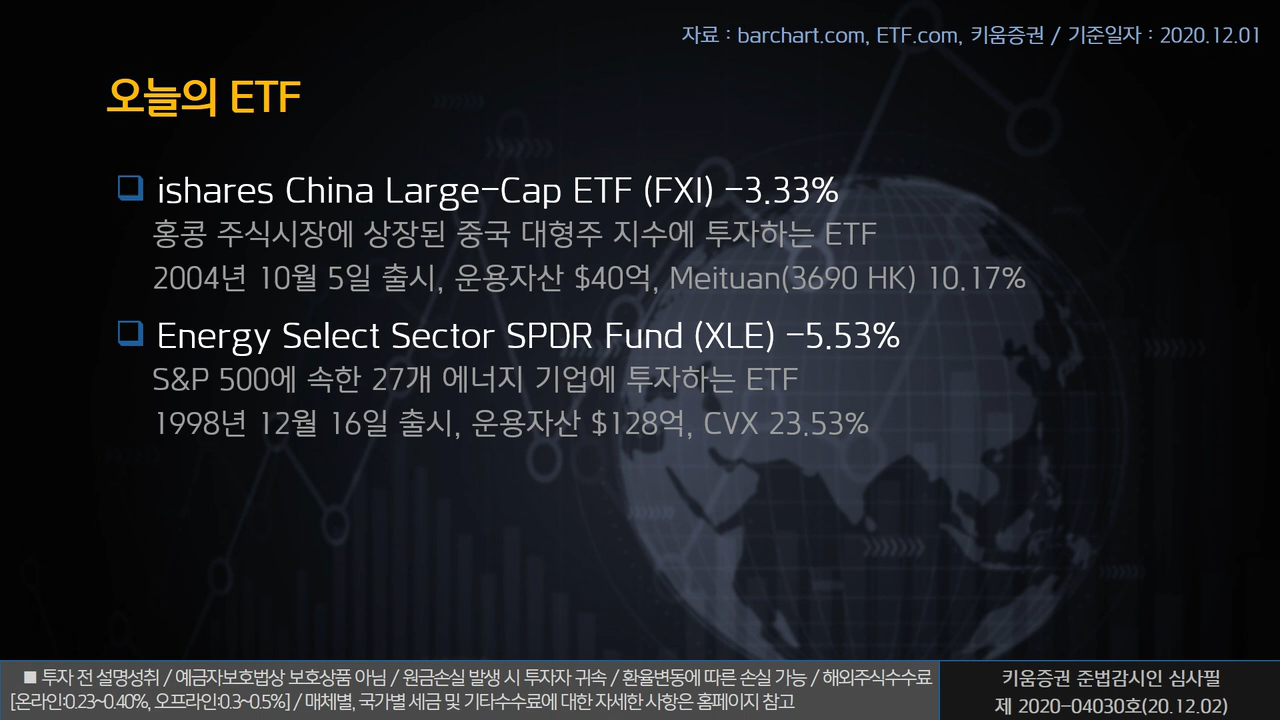 자료 : barchart.com, ETF.com, 키움증권 / 기준일자 : 2020.12.01
오늘의 ETF
❑ ishares China Large-Cap ETF (FXI) -3.33%
홍콩 주식시장에 상장된 중국 대형주 지수에 투자하는 ETF
2004년 10월 5일 출시, 운용자산 $40억, Meituan(3690 HK) 10.17%
❑ Energy Select Sector SPDR Fund (XLE) -5.53%
S&P 500에 속한 27개 에너지 기업에 투자하는 ETF
1998년 12월 16일 출시, 운용자산 $128억, CVX 23.53%
■ 투자 전 설명성취 / 예금자보호법상 보호상품 아님 / 원금손실 발생 시 투자자 귀속 / 환율변동에 따른 손실 가능 / 해외주식수수료
[온라인:0.23~0.40%, 오프라인:0.3~0.5%] / 매체별, 국가별 세금 및 기타수수료에 대한 자세한 사항은 홈페이지 참고
키움증권 준법감시인 심사필
제 2020-04030호(20.12.02)